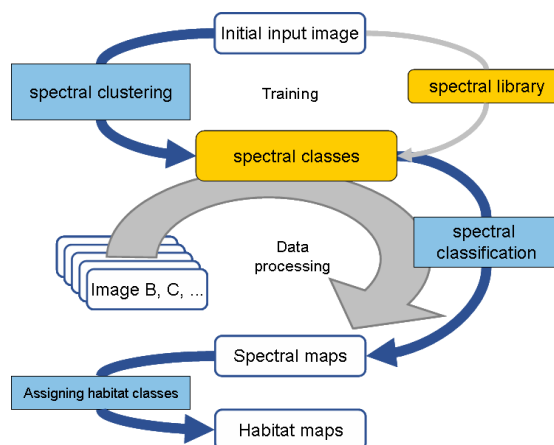 Initial input image
spectral clustering
Training
spectral library
spectral classes
Data
processing
spectral
classification
Image B, C, ...
Spectral maps
Assigning habitat classes
Habitat maps